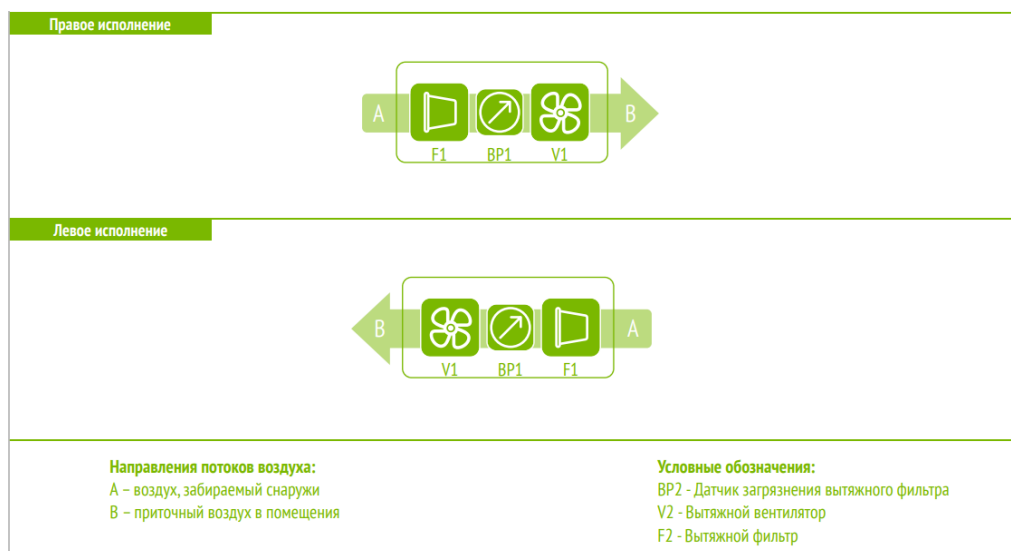 Правое исполнение
A
B
F1 BP1 V1
Левое исполнение
B
A
V1 BP1 F1
Направления потоков воздуха:
A – воздух, забираемый снаружи
B – приточный воздух в помещения
Условные обозначения:
BP2 - Датчик загрязнения вытяжного фильтра
V2 - Вытяжной вентилятор
F2 - Вытяжной фильтр